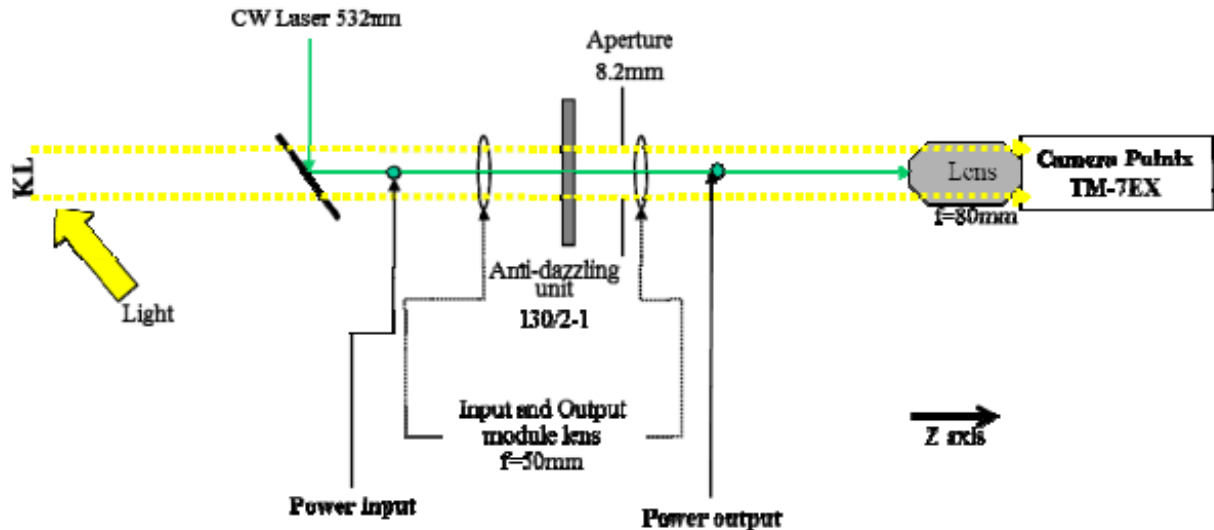 CW Laser 532nm
Aperture
8.2mm
KL
Lens
Camera Pulnix
TM-7EX
f=80mm
Light
Anti-dazzling
unit
130/2-1
Input and Output
module lens
f=50mm
Z axis
Power input
Power output